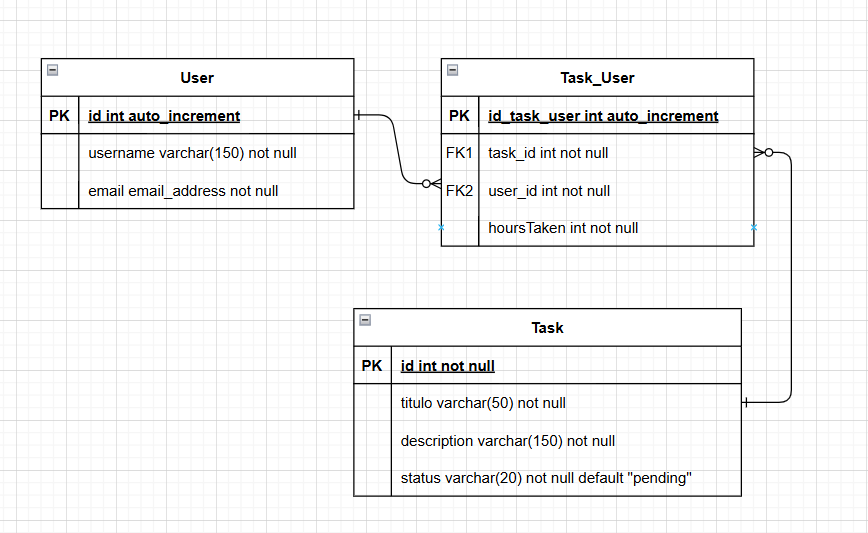 User
PK id int auto_increment
username varchar(150) not null
email email_address not null
Task_User
PK id_task_user int auto_increment
FK1 task_id int not null
FK2 user_id int not null
hoursTaken int not null
Task
PK id int not null
titulo varchar(50) not null
description varchar(150) not null
status varchar(20) not null default "pending"